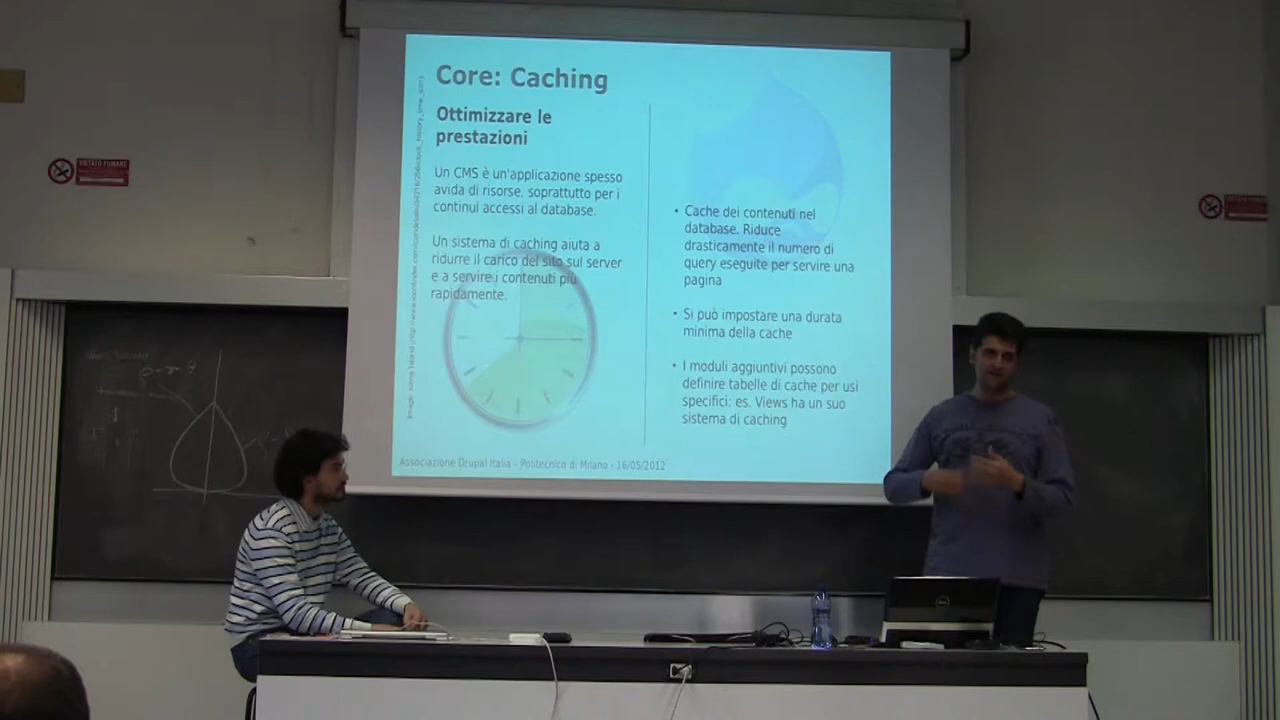 Core: Caching
Ottimizzare le
prestazioni
Un CMS è un'applicazione spesso
avida di risorse, soprattutto per i
continui accessi al database.
Un sistema di caching aiuta a
ridurre il carico del sito sul server
e a servire i contenuti più
rapidamente.
• Cache dei contenuti nel
database. Riduce
drasticamente il numero di
query eseguite per servire una
pagina
• Si può impostare una durata
minima della cache
• I moduli aggiuntivi possono
definire tabelle di cache per usi
specifici: es. Views ha un suo
sistema di caching
Associazione Drupal Italia - Politecnico di Milano - 16/05/2012
VIETATO FUMARE
DELL